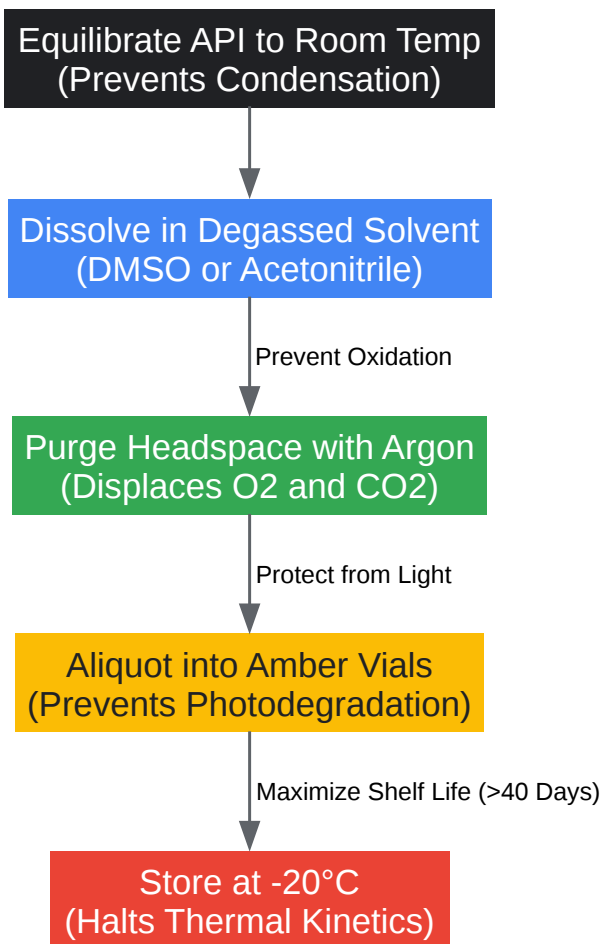 Equilibrate API to Room Temp
(Prevents Condensation)
Dissolve in Degassed Solvent
(DMSO or Acetonitrile)
Prevent Oxidation
Purge Headspace with Argon
(Displaces O2 and CO2)
Protect from Light
Aliquot into Amber Vials
(Prevents Photodegradation)
Maximize Shelf Life (>40 Days)
Store at -20°C
(Halts Thermal Kinetics)